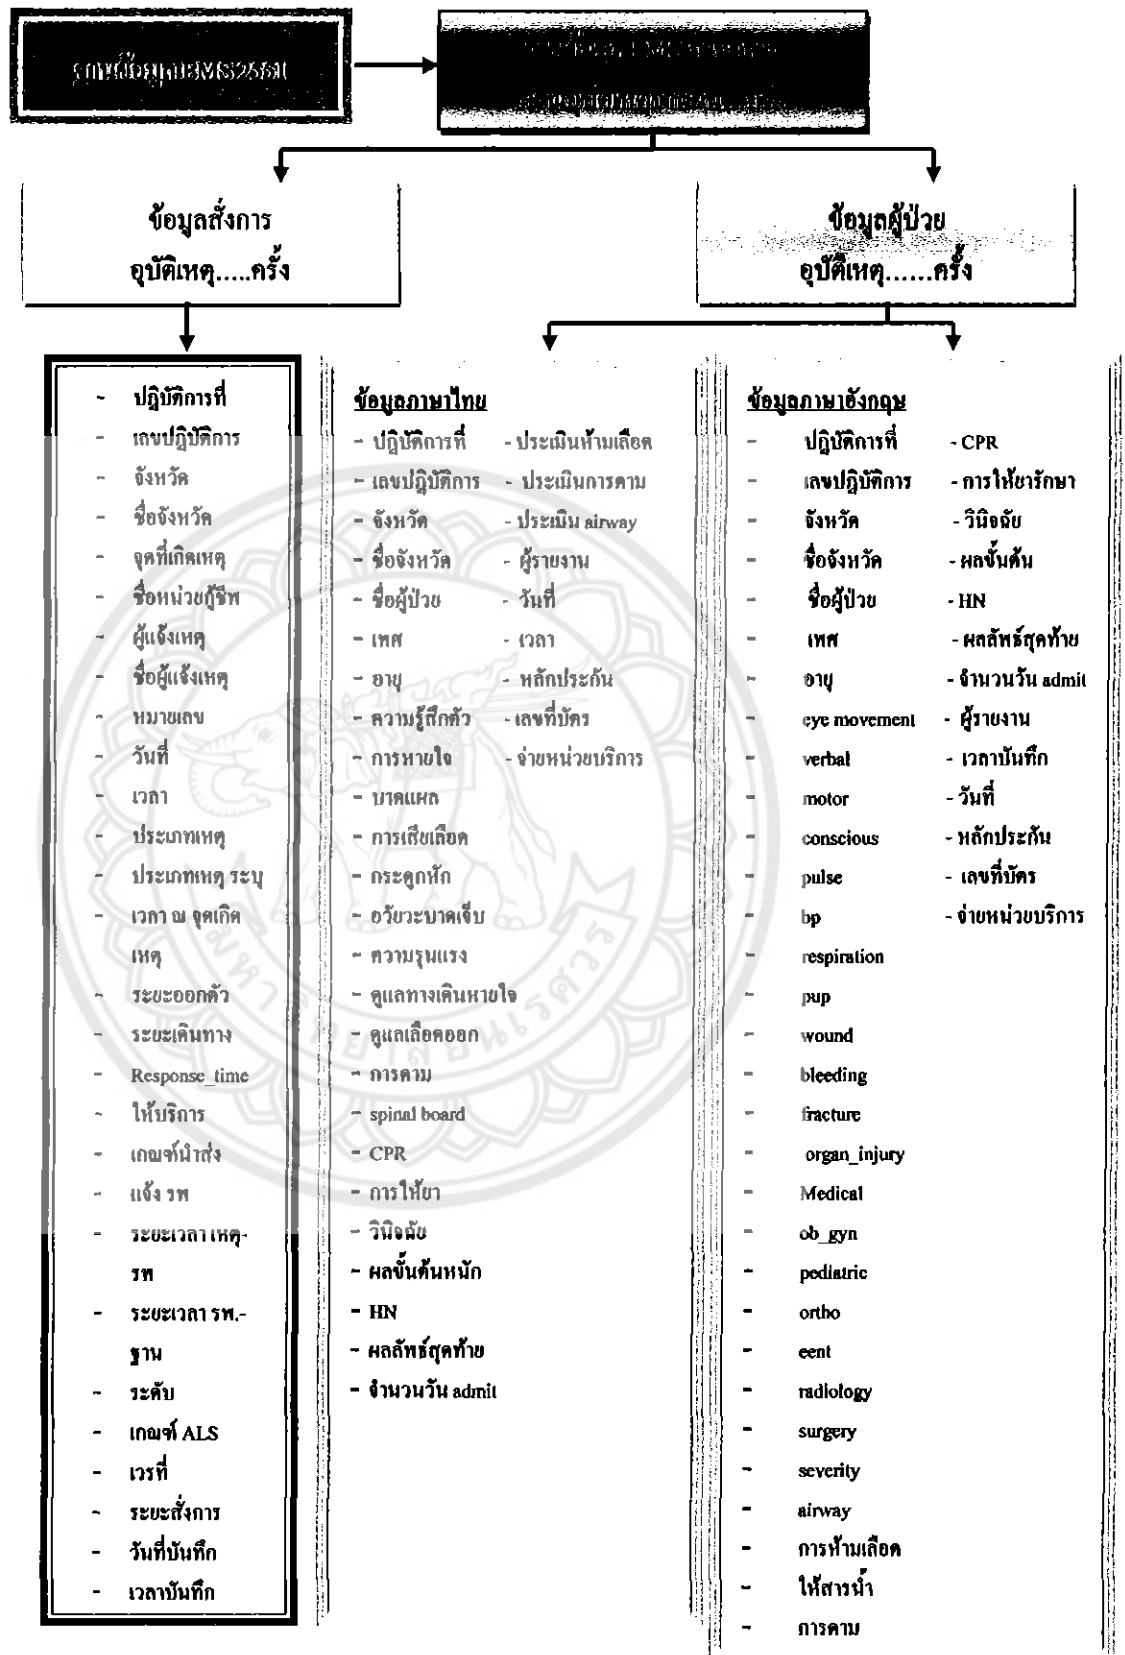 ฐานข้อมูลEMS2551
ข้อมูลสั่งการ
อุบัติเหตุ.....ครั้ง
ข้อมูลผู้ป่วย
อุบัติเหตุ......ครั้ง
- ปฏิบัติการที่
- เลขปฏิบัติการ
- จังหวัด
- ชื่อจังหวัด
- จุดที่เกิดเหตุ
- ชื่อหน่วยกู้ชีพ
- ผู้แจ้งเหตุ
- ชื่อผู้แจ้งเหตุ
- หมายเลข
- วันที่
- เวลา
- ประเภทเหตุ
- ประเภทเหตุ ระบุ
- เวลา ณ จุดเกิด
เหตุ
- ระยะออกตัว
- ระยะเดินทาง
- Response_time
- ให้บริการ
- เกณฑ์นำส่ง
- แจ้ง รพ
- ระยะเวลา เหตุ-
รพ
- ระยะเวลา รพ.-
ฐาน
- ระดับ
- เกณฑ์ ALS
- เวรที่
- ระยะสั่งการ
- วันที่บันทึก
- เวลาบันทึก
ข้อมูลภาษาไทย
- ปฏิบัติการที่ - ประเมินห้ามเลือด
- เลขปฏิบัติการ - ประเมินการดาม
- จังหวัด - ประเมิน airway
- ชื่อจังหวัด - ผู้รายงาน
- ชื่อผู้ป่วย - วันที่
- เพศ - เวลา
- อายุ - หลักประกัน
- ความรู้สึกตัว - เลขที่บัตร
- การหายใจ - จ่ายหน่วยบริการ
- บาดแผล
- การเสียเลือด
- กระดูกหัก
- อวัยวะบาดเจ็บ
- ความรุนแรง
- ดูแลทางเดินหายใจ
- ดูแลเลือดออก
- การดาม
- spinal board
- CPR
- การให้ยา
- วินิจฉัย
- ผลขั้นต้นหนัก
- HN
- ผลลัพธ์สุดท้าย
- จำนวนวัน admit
ข้อมูลภาษาอังกฤษ
- ปฏิบัติการที่ - CPR
- เลขปฏิบัติการ - การให้ยารักษา
- จังหวัด - วินิจฉัย
- ชื่อจังหวัด - ผลขั้นต้น
- ชื่อผู้ป่วย - HN
- เพศ - ผลลัพธ์สุดท้าย
- อายุ - จำนวนวัน admit
- eye movement - ผู้รายงาน
- verbal - เวลาบันทึก
- motor - วันที่
- conscious - หลักประกัน
- pulse - เลขที่บัตร
- bp - จ่ายหน่วยบริการ
- respiration
- pup
- wound
- bleeding
- fracture
- organ_injury
- Medical
- ob_gyn
- pediatric
- ortho
- eent
- radiology
- surgery
- severity
- airway
- การห้ามเลือด
- ให้สารน้ำ
- การดาม
มหาวิทยาลัยนเรศวร